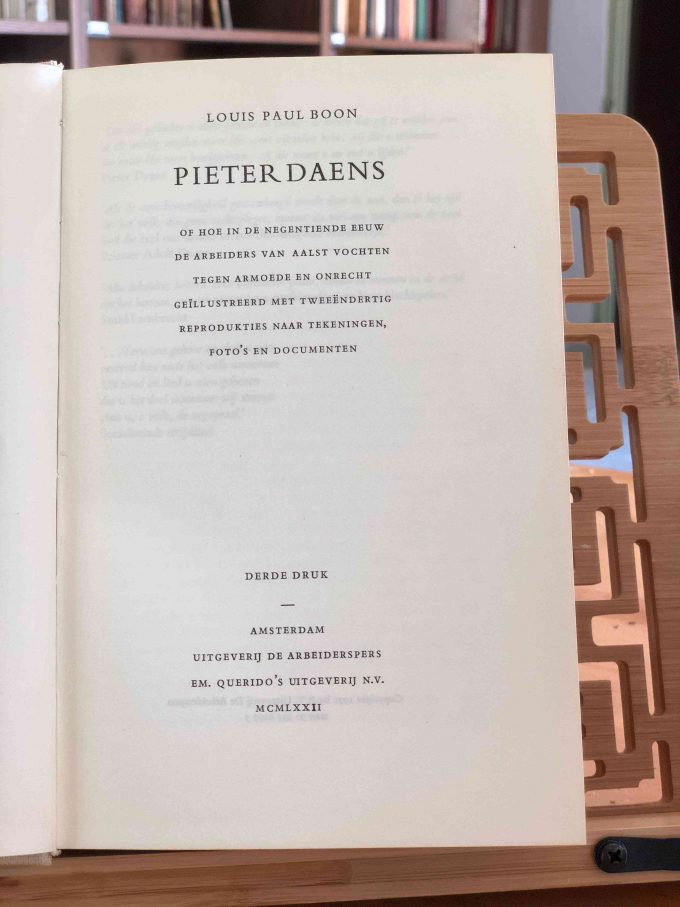 LOUIS PAUL BOON
PIETER DAENS
OF HOE IN DE NEGENTIENDE EEUW
DE ARBEIDERS VAN AALST VOCHTEN
TEGEN ARMOEDE EN ONRECHT
GEÏLLUSTREERD MET TWEEËNDERTIG
REPRODUKTIES NAAR TEKENINGEN,
FOTO'S EN DOCUMENTEN
DERDE DRUK
—
AMSTERDAM
UITGEVERIJ DE ARBEIDERSPERS
EM. QUERIDO'S UITGEVERIJ N.V.
MCMLXXII